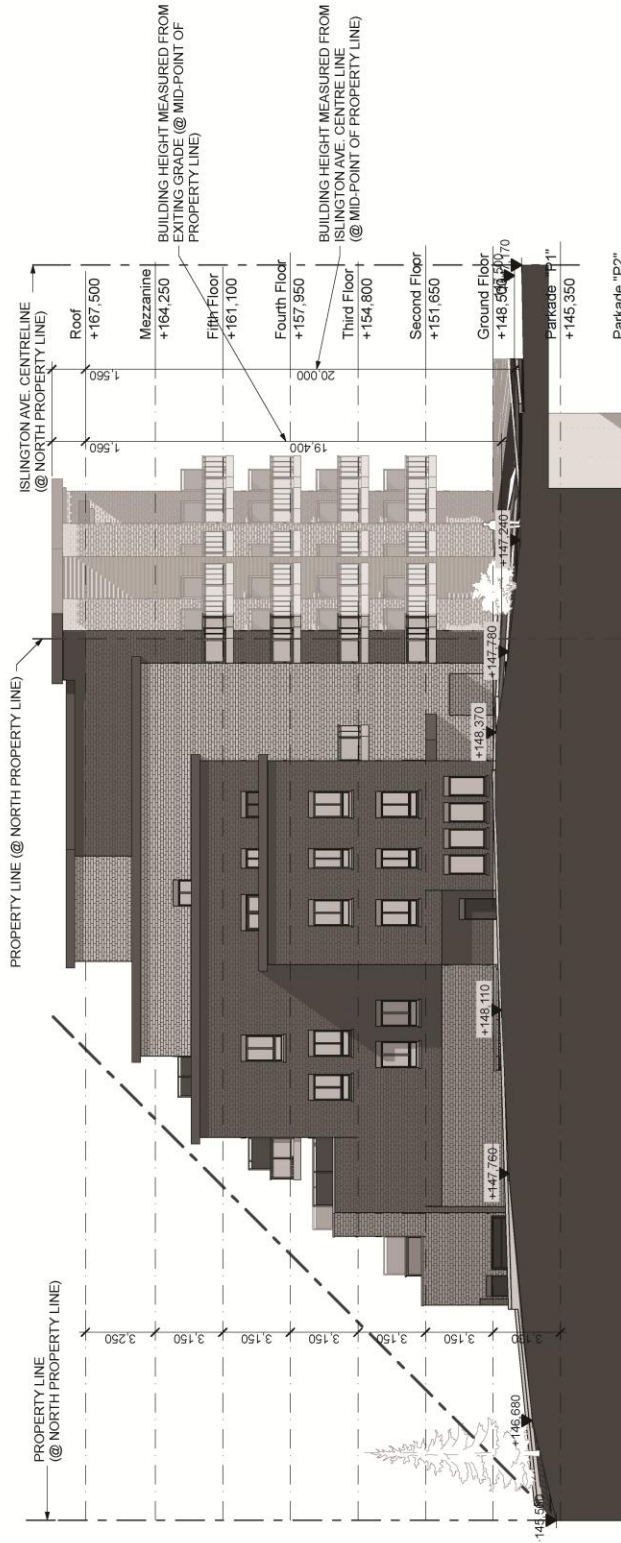 PROPERTY LINE
(@ NORTH PROPERTY LINE)
PROPERTY LINE (@ NORTH PROPERTY LINE)
ISLINGTON AVE. CENTRELINE
(@ NORTH PROPERTY LINE)
BUILDING HEIGHT MEASURED FROM
EXITING GRADE (@ MID-POINT OF
PROPERTY LINE)
BUILDING HEIGHT MEASURED FROM
ISLINGTON AVE. CENTRE LINE
(@ MID-POINT OF PROPERTY LINE)
Roof
+167,500
Mezzanine
+164,250
Fifth Floor
+161,100
Fourth Floor
+157,950
Third Floor
+154,800
Second Floor
+151,650
Ground Floor
+148,500
Parkade "P1"
+145,350
Parkade "P2"
1,560
1,560
19,400
20,000
3,250
3,150
3,150
3,150
3,150
3,150
+146,680
+147,760
+148,110
+148,370
+147,780
+147,240